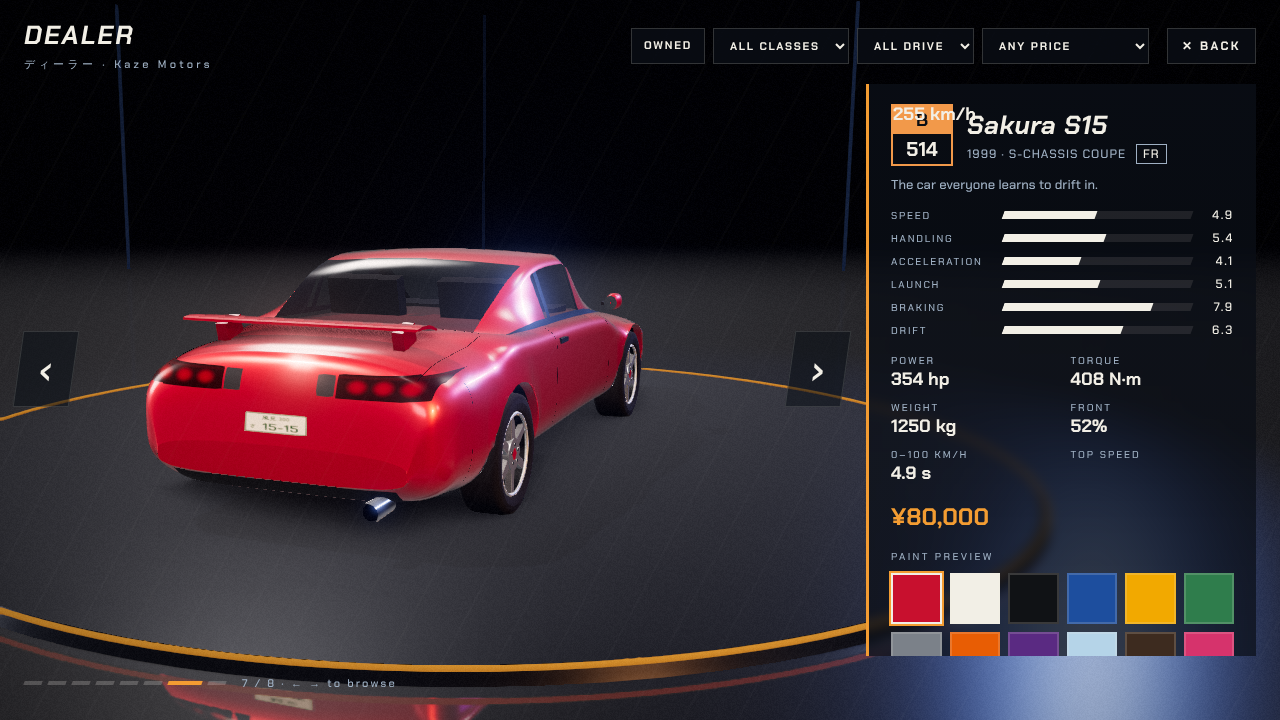 DEALER
ディーラー · Kaze Motors
OWNED
ALL CLASSES
ALL DRIVE
ANY PRICE
✕ BACK
255 km/h
B
514
Sakura S15
1999 · S-CHASSIS COUPE FR
The car everyone learns to drift in.
SPEED 4.9
HANDLING 5.4
ACCELERATION 4.1
LAUNCH 5.1
BRAKING 7.9
DRIFT 6.3
POWER TORQUE
354 hp 408 N·m
WEIGHT FRONT
1250 kg 52%
0–100 KM/H TOP SPEED
4.9 s
¥80,000
PAINT PREVIEW
15-15
7 / 8 · ← → to browse